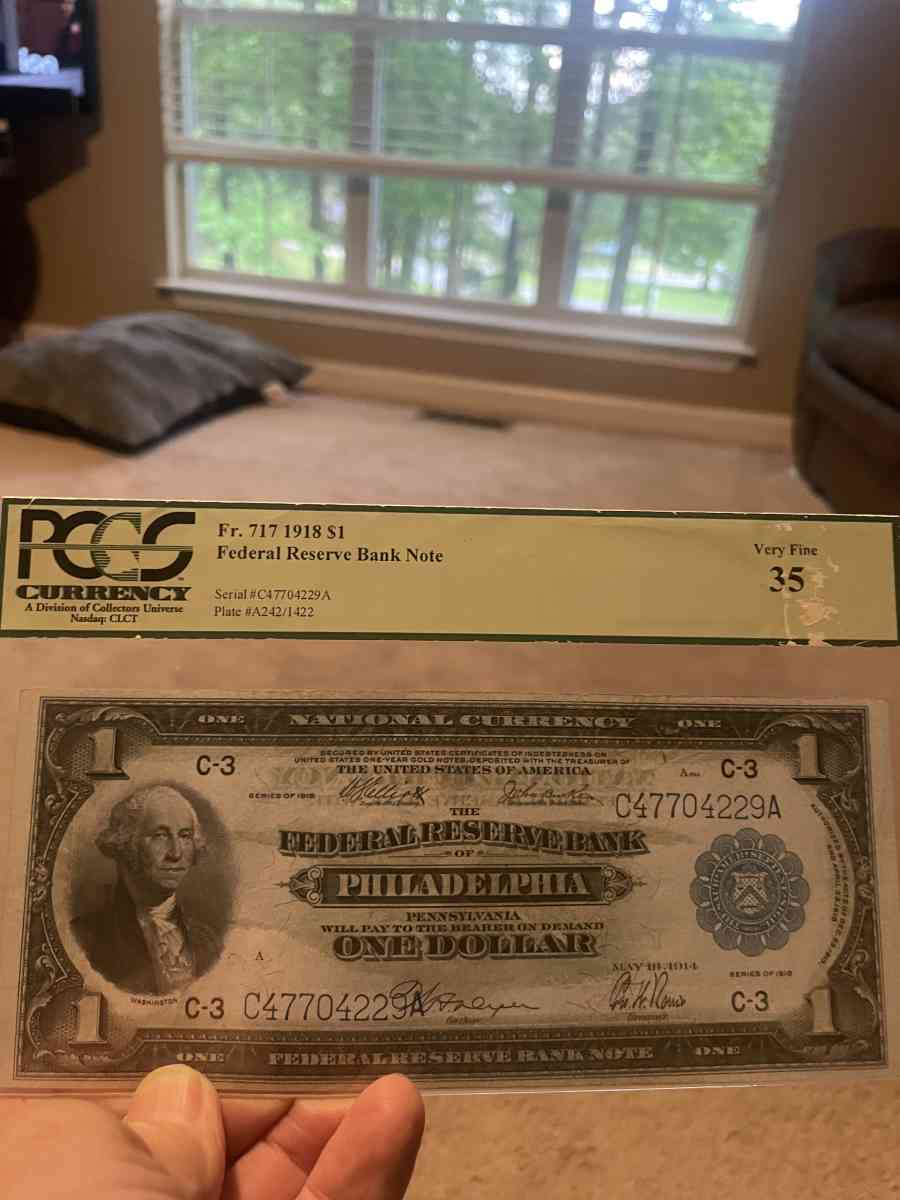 PCGS
CURRENCY
A Division of Collectors Universe
Nasdaq: CLCT
Fr. 717 1918 $1
Federal Reserve Bank Note
Serial #C47704229A
Plate #A242/1422
Very Fine
35
ONE NATIONAL CURRENCY ONE
1 1
SECURED BY UNITED STATES CERTIFICATES OF INDEBTEDNESS OR
UNITED STATES ONE-YEAR GOLD NOTES, DEPOSITED WITH THE TREASURER OF
THE UNITED STATES OF AMERICA
C-3 C-3
SERIES OF 1918
C47704229A
THE
FEDERAL RESERVE BANK
OF
PHILADELPHIA
PENNSYLVANIA
WILL PAY TO THE BEARER ON DEMAND
ONE DOLLAR
A
MAY 18, 1914
SERIES OF 1918
WASHINGTON
C-3 C47704229A C-3
Cashier Governor
1 1
ONE FEDERAL RESERVE BANK NOTE ONE